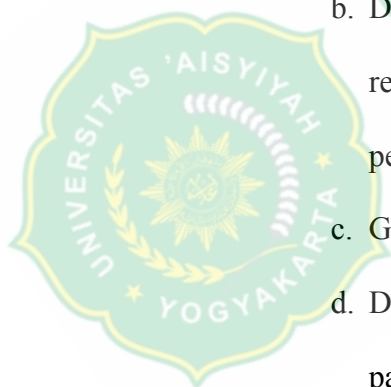 b. D
re
UNIVERSITAS 'AISYIYAH
pe
c. G
YOGYAKARTA
d. D
pa